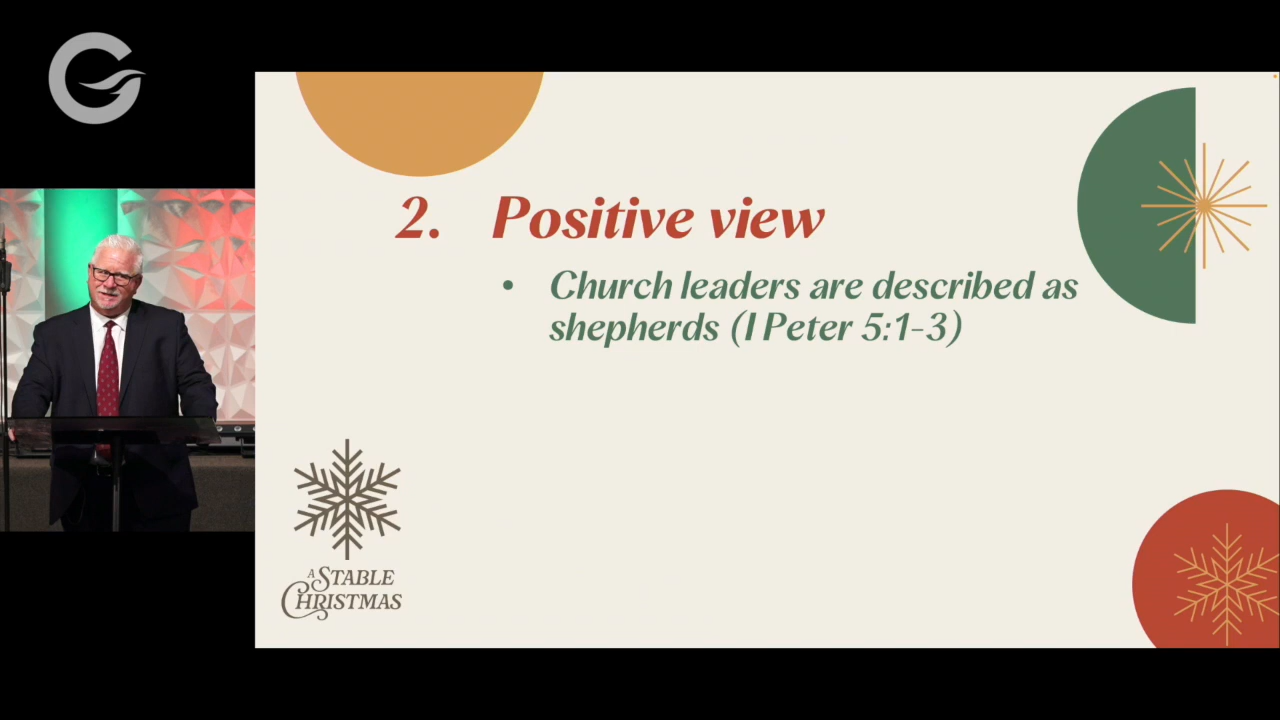 2. Positive view
• Church leaders are described as
shepherds (I Peter 5:1-3)
A STABLE
CHRISTMAS